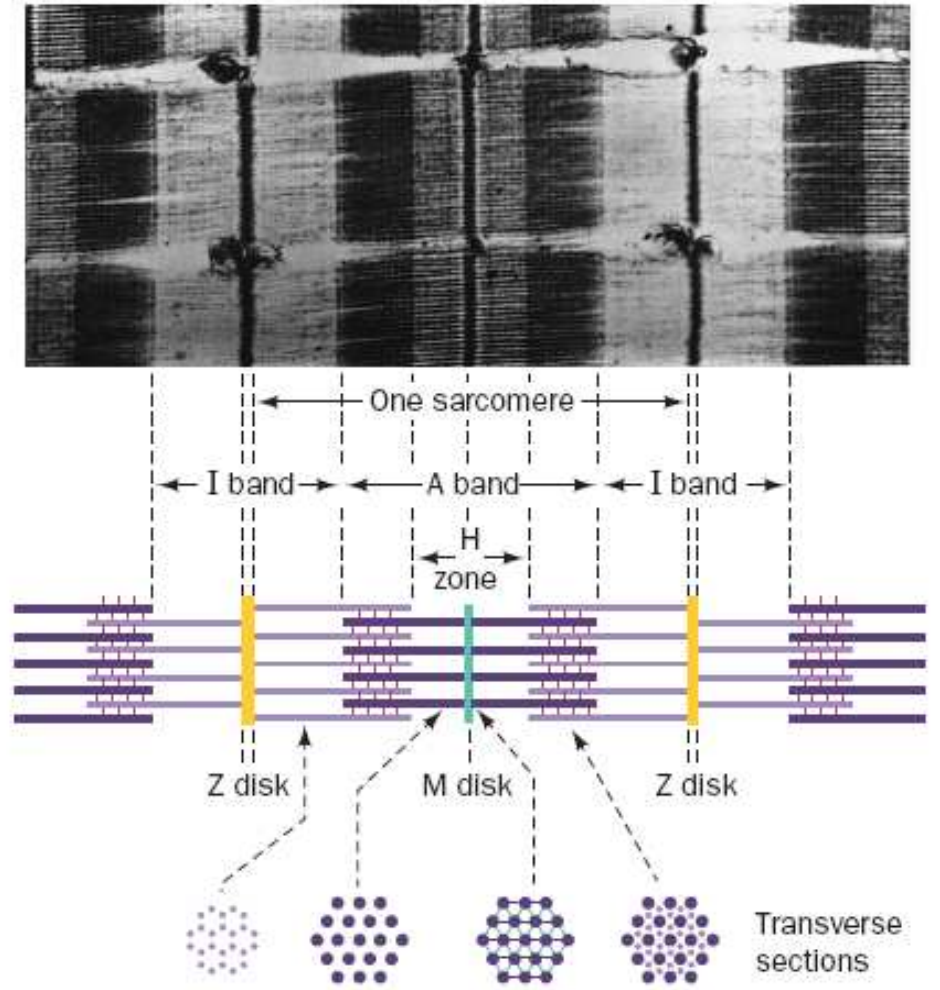 One sarcomere
I band
A band
I band
H
zone
Z disk
M disk
Z disk
Transverse
sections